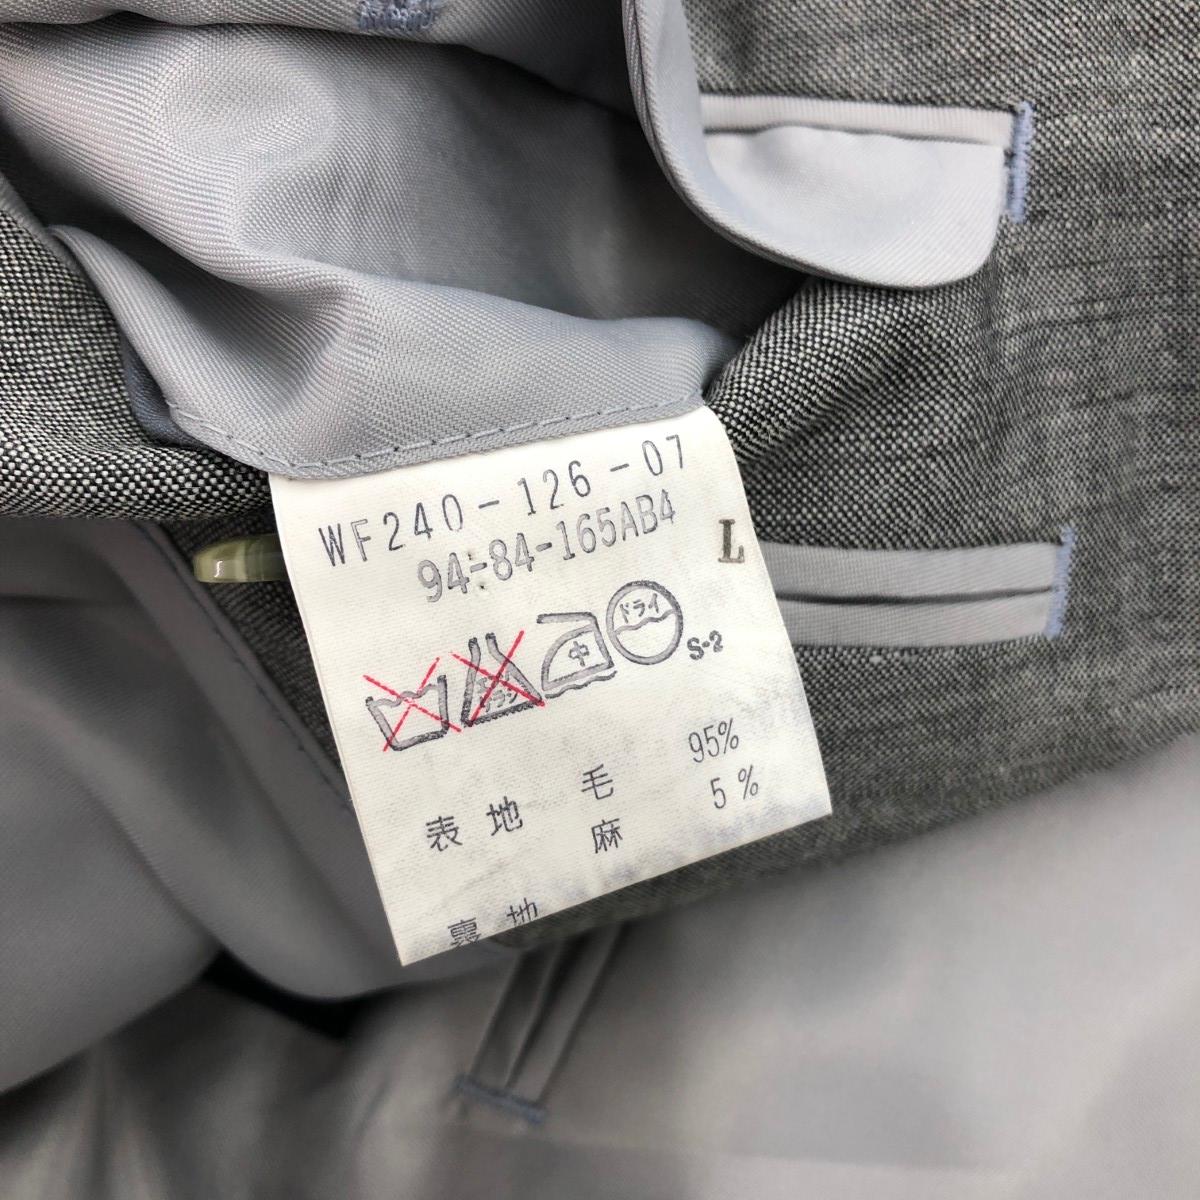 WF240-126-07
94-84-165AB4
L
中 ドライ
S-2
表地 毛 95%
麻 5%
裏地